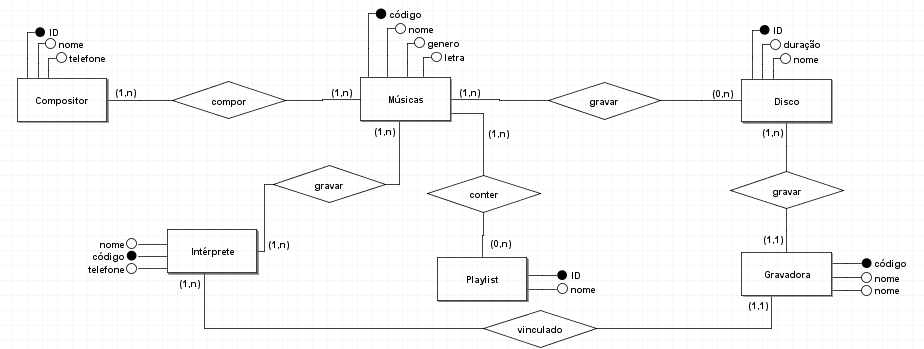 ID
nome
telefone
Compositor
(1,n)
compor
(1,n)
código
nome
genero
letra
Músicas
(1,n)
gravar
(0,n)
ID
duração
nome
Disco
(1,n)
gravar
(1,n)
(1,n)
conter
(0,n)
(1,n)
gravar
(1,1)
nome
código
telefone
Intérprete
(1,n)
Playlist
ID
nome
Gravadora
código
nome
nome
(1,1)
vinculado